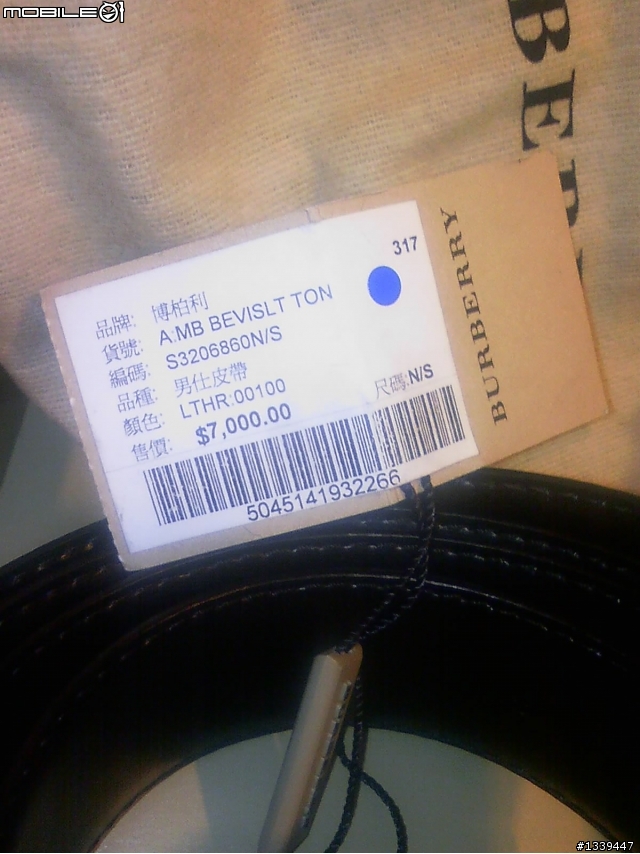 MOBILE01
BERR
317
品牌: 博柏利
貨號: A:MB BEVISLT TON
編碼: S3206860N/S
品種: 男仕皮帶
顏色: LTHR:00100
尺碼:N/S
售價: $7,000.00
5045141932266
BURBERRY
#1339447